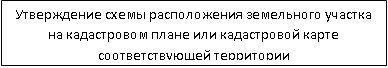 Утверждение схемы расположения земельного участка
на кадастровом плане или кадастровой карте
соответствующей территории